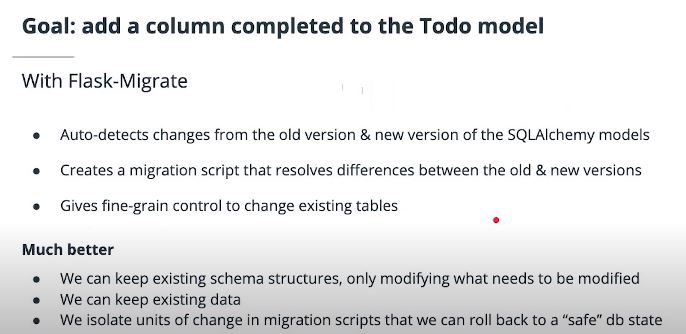 Goal: add a column completed to the Todo model
With Flask-Migrate
● Auto-detects changes from the old version & new version of the SQLAlchemy models
● Creates a migration script that resolves differences between the old & new versions
● Gives fine-grain control to change existing tables
Much better
● We can keep existing schema structures, only modifying what needs to be modified
● We can keep existing data
● We isolate units of change in migration scripts that we can roll back to a “safe” db state